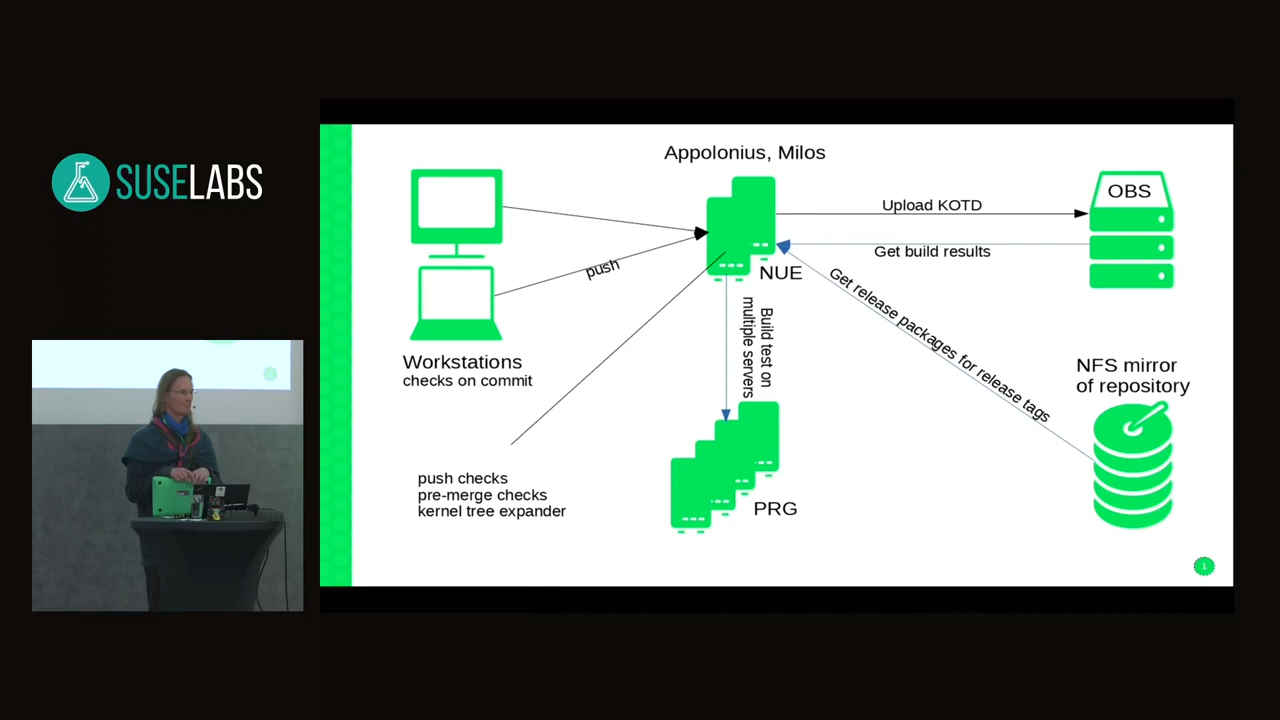 SUSELABS
Appolonius, Milos
OBS
Upload KOTD
Get build results
push
NUE
Get release packages for release tags
Build test on
multiple servers
Workstations
checks on commit
NFS mirror
of repository
push checks
pre-merge checks
kernel tree expander
PRG
1